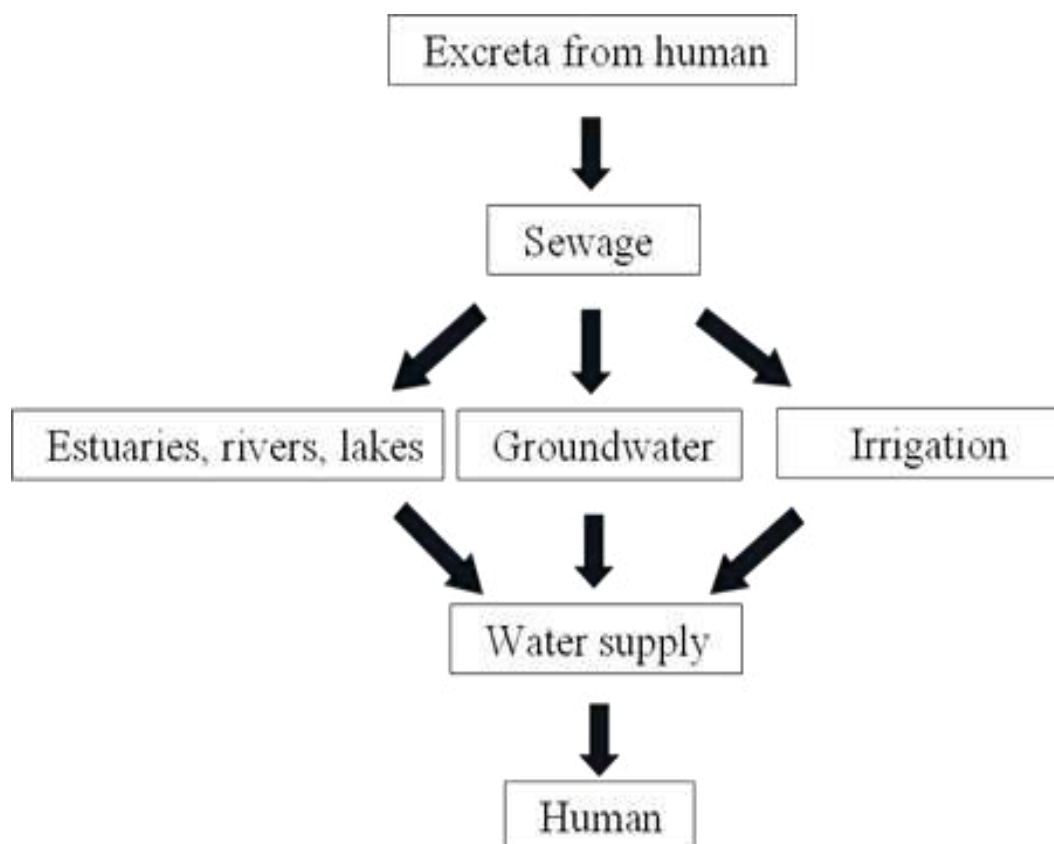 Excreta from human
Sewage
Estuaries, rivers, lakes
Groundwater
Irrigation
Water supply
Human